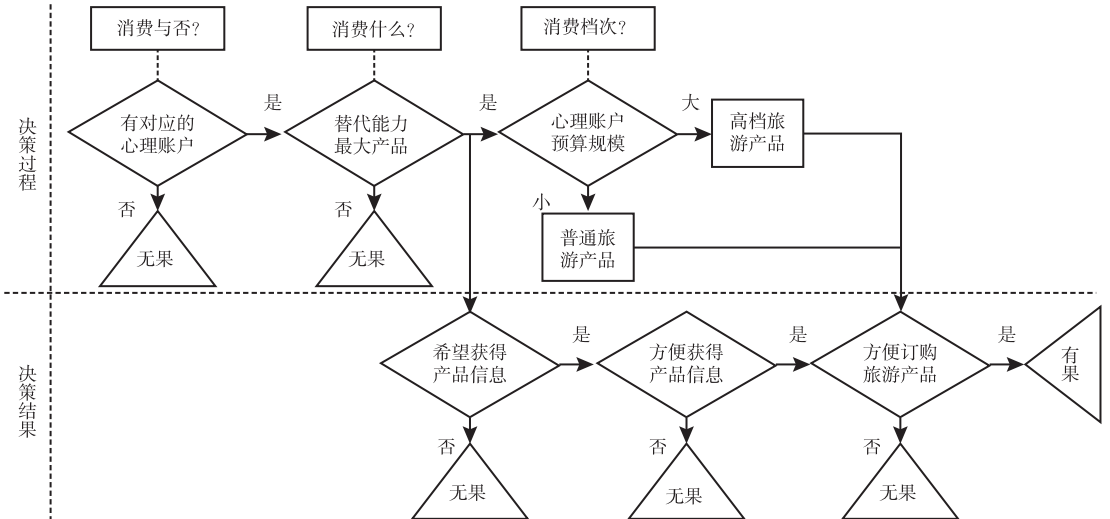 消费与否?
消费什么?
消费档次?
决策过程
有对应的
心理账户
是
替代能力
最大产品
是
心理账户
预算规模
大
高档旅
游产品
否
无果
否
无果
小
普通旅
游产品
决策结果
希望获得
产品信息
是
方便获得
产品信息
是
方便订购
旅游产品
是
有
果
否
无果
否
无果
否
无果